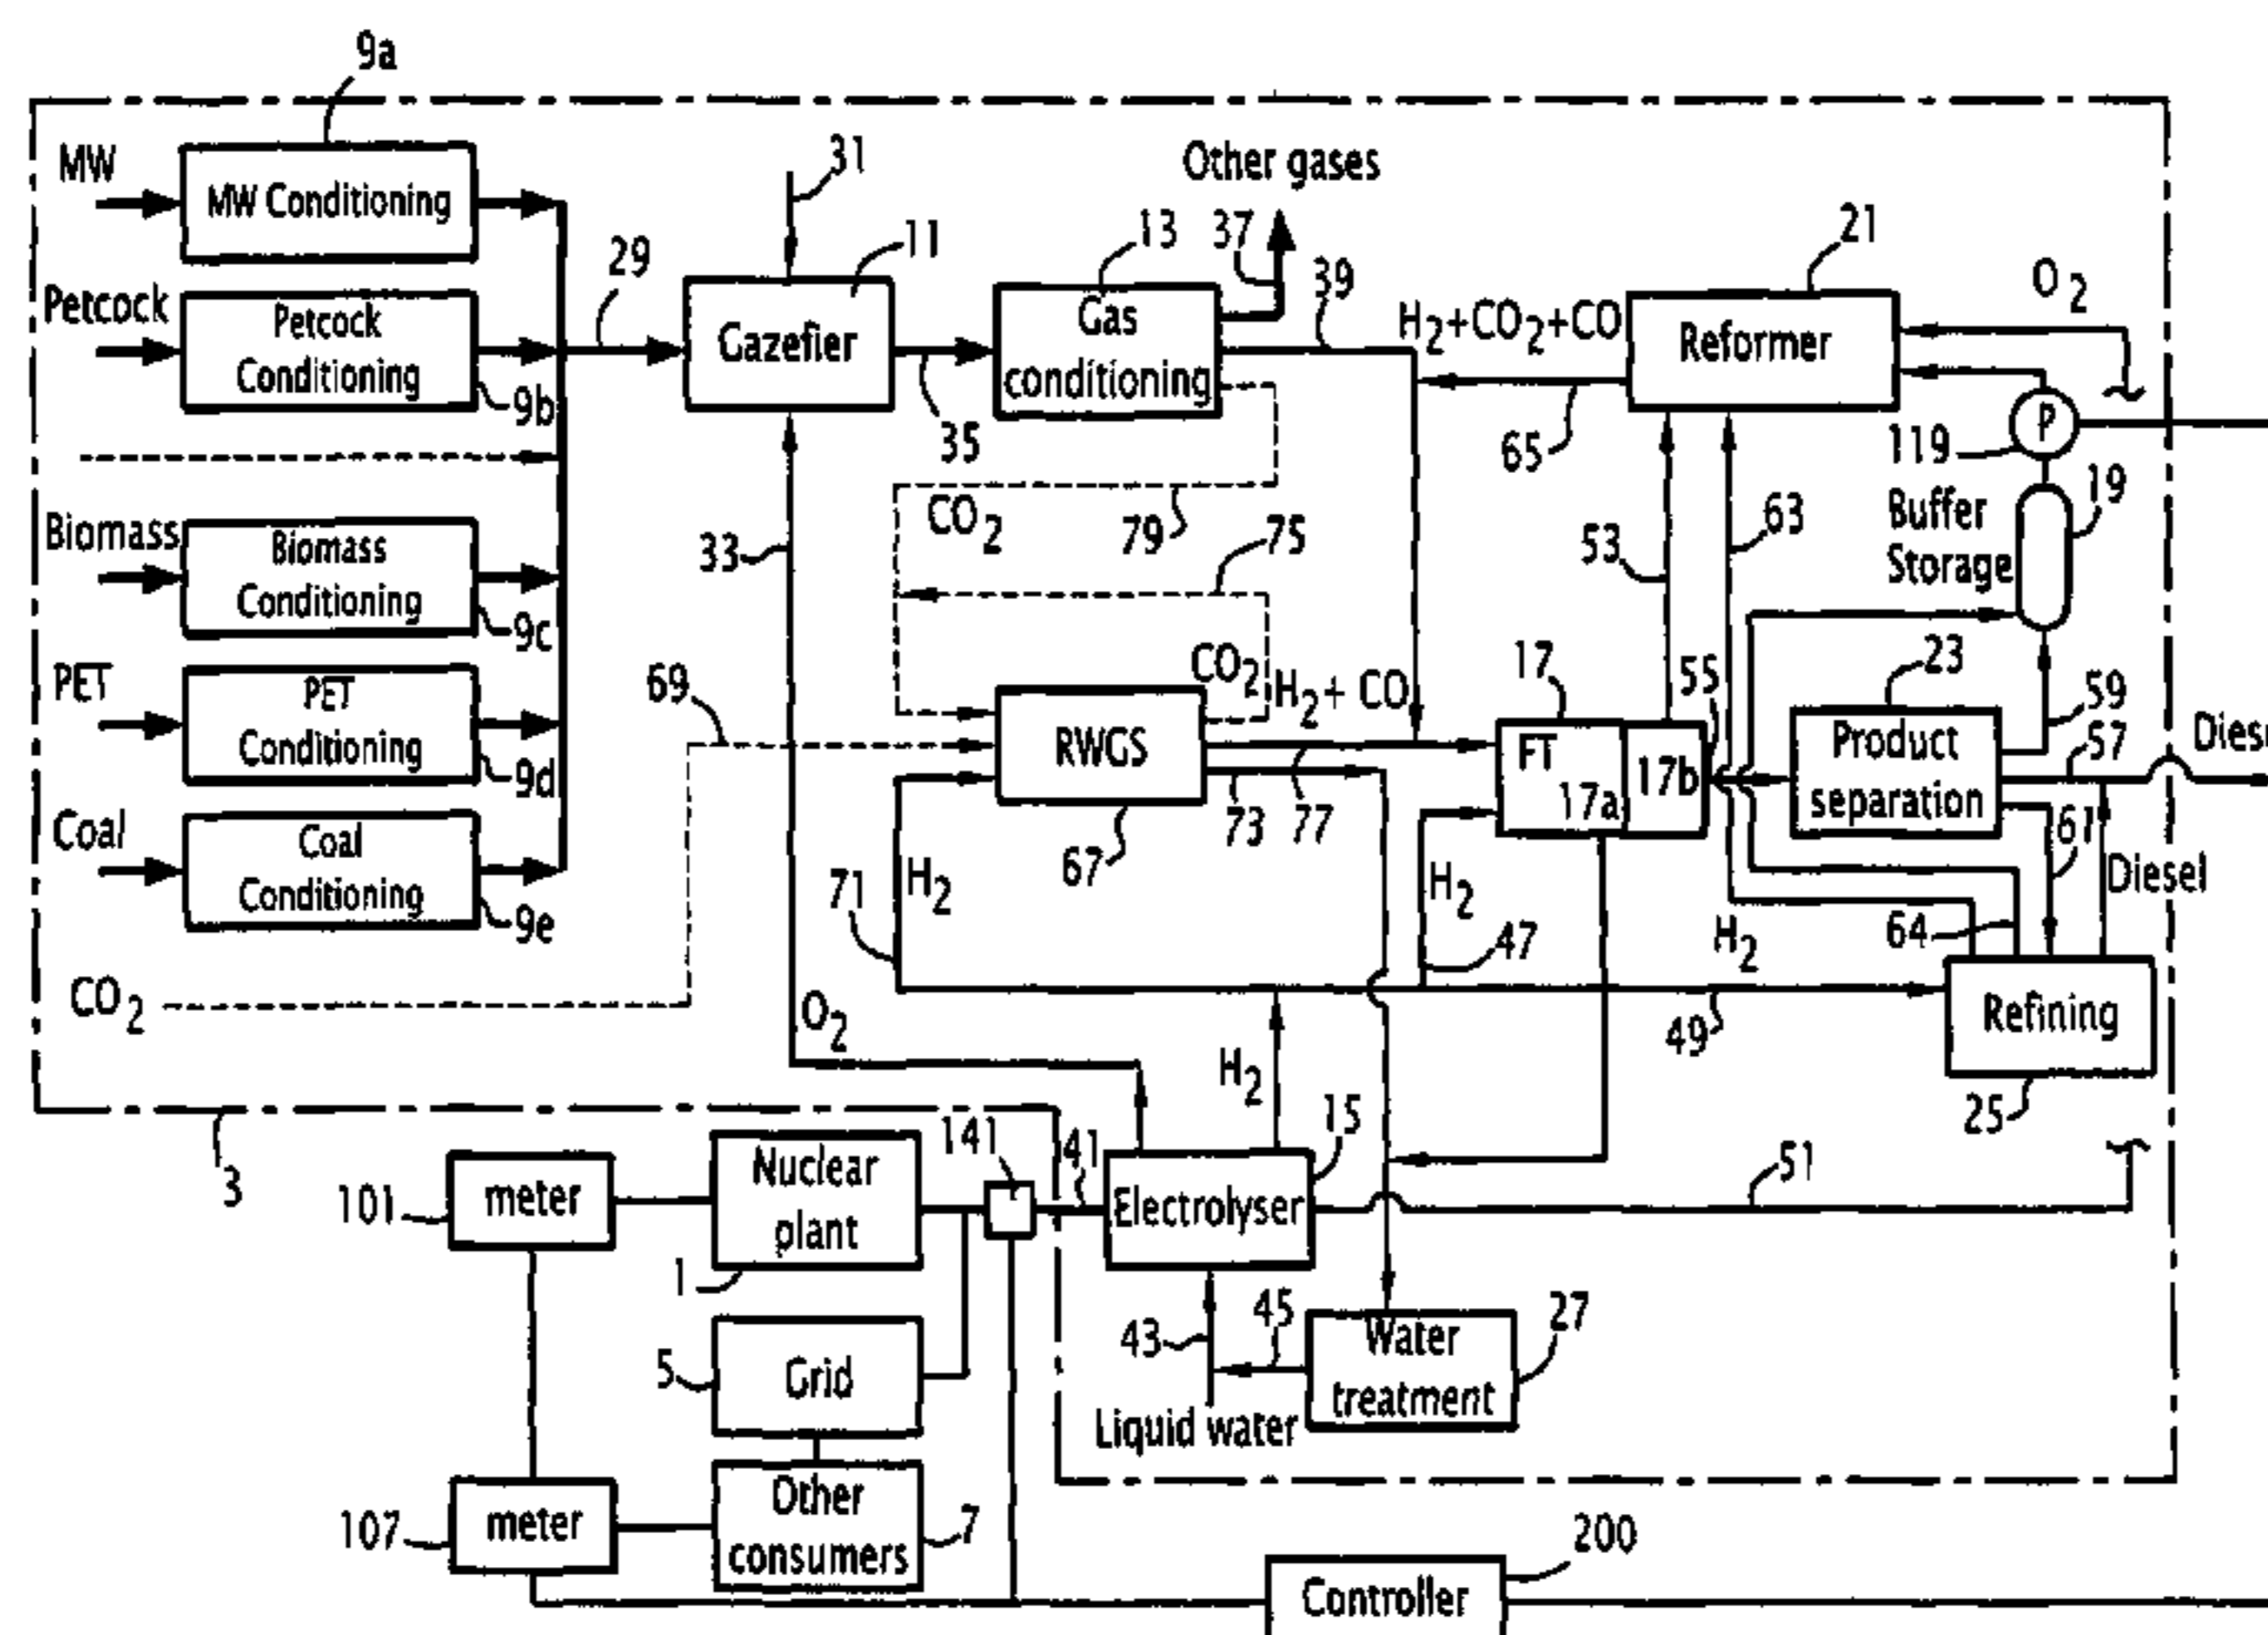 9a
MW
MW Conditioning
31
Other gases
Petcock
Petcock
Conditioning
9b
29
11
Gazefier
35
13
Gas
conditioning
37
39
H2+CO2+CO
21
Reformer
O2
65
P
119
Buffer
Storage
19
Biomass
Biomass
Conditioning
9c
33
CO2
79
75
53
63
PET
PET
Conditioning
9d
69
CO2
H2+ CO
RWGS
67
73
77
17
FT
17a
17b
55
23
Product
separation
59
57
61
Diesel
Coal
Coal
Conditioning
9e
71
H2
H2
47
H2
64
CO2
O2
H2
49
Refining
25
3
101
meter
Nuclear
plant
1
141
41
15
Electrolyser
51
5
Grid
43
45
Water
treatment
27
Liquid water
107
meter
Other
consumers
7
200
Controller